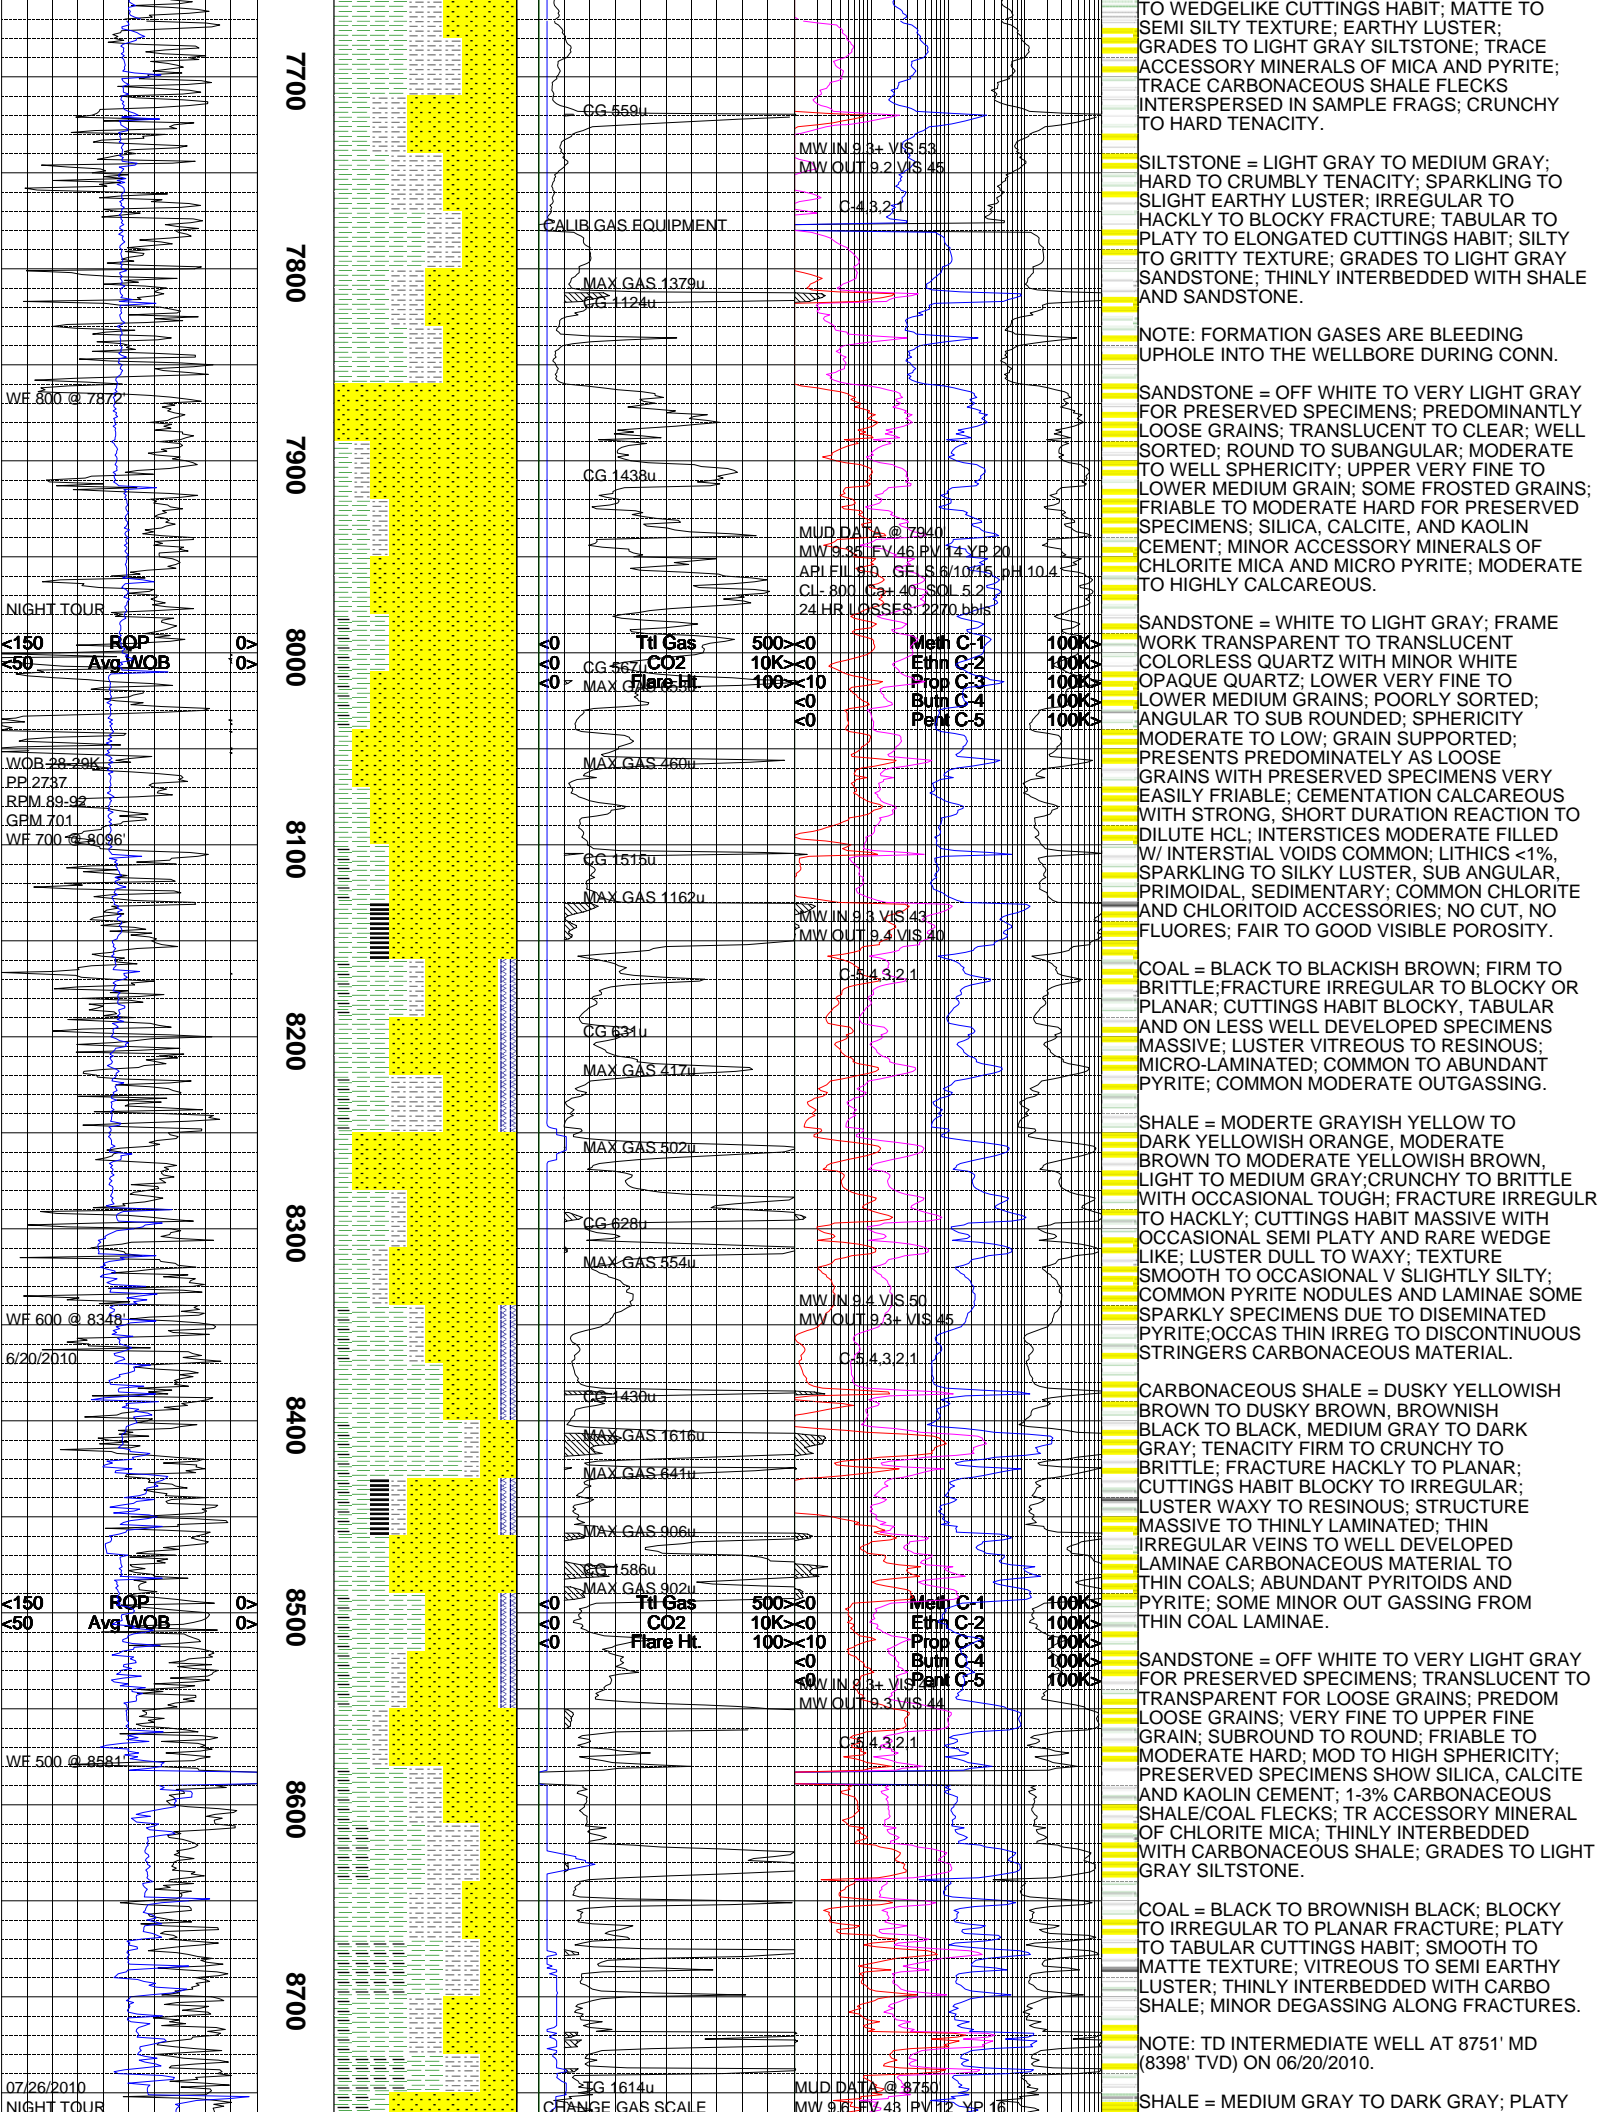 TO WEDGELIKE CUTTINGS HABIT; MATTE TO
SEMI SILTY TEXTURE; EARTHY LUSTER;
GRADES TO LIGHT GRAY SILTSTONE; TRACE
ACCESSORY MINERALS OF MICA AND PYRITE;
TRACE CARBONACEOUS SHALE FLECKS
INTERSPERSED IN SAMPLE FRAGS; CRUNCHY
TO HARD TENACITY.
SILTSTONE = LIGHT GRAY TO MEDIUM GRAY;
HARD TO CRUMBLY TENACITY; SPARKLING TO
SLIGHT EARTHY LUSTER; IRREGULAR TO
HACKLY TO BLOCKY FRACTURE; TABULAR TO
PLATY TO ELONGATED CUTTINGS HABIT; SILTY
TO GRITTY TEXTURE; GRADES TO LIGHT GRAY
SANDSTONE; THINLY INTERBEDDED WITH SHALE
AND SANDSTONE.
NOTE: FORMATION GASES ARE BLEEDING
UPHOLE INTO THE WELLBORE DURING CONN.
SANDSTONE = OFF WHITE TO VERY LIGHT GRAY
FOR PRESERVED SPECIMENS; PREDOMINANTLY
LOOSE GRAINS; TRANSLUCENT TO CLEAR; WELL
SORTED; ROUND TO SUBANGULAR; MODERATE
TO WELL SPHERICITY; UPPER VERY FINE TO
LOWER MEDIUM GRAIN; SOME FROSTED GRAINS;
FRIABLE TO MODERATE HARD FOR PRESERVED
SPECIMENS; SILICA, CALCITE, AND KAOLIN
CEMENT; MINOR ACCESSORY MINERALS OF
CHLORITE MICA AND MICRO PYRITE; MODERATE
TO HIGHLY CALCAREOUS.
SANDSTONE = WHITE TO LIGHT GRAY; FRAME
WORK TRANSPARENT TO TRANSLUCENT
COLORLESS QUARTZ WITH MINOR WHITE
OPAQUE QUARTZ; LOWER VERY FINE TO
LOWER MEDIUM GRAINS; POORLY SORTED;
ANGULAR TO SUB ROUNDED; SPHERICITY
MODERATE TO LOW; GRAIN SUPPORTED;
PRESENTS PREDOMINATELY AS LOOSE
GRAINS WITH PRESERVED SPECIMENS VERY
EASILY FRIABLE; CEMENTATION CALCAREOUS
WITH STRONG, SHORT DURATION REACTION TO
DILUTE HCL; INTERSTICES MODERATE FILLED
W/ INTERSTIAL VOIDS COMMON; LITHICS <1%,
SPARKLING TO SILKY LUSTER, SUB ANGULAR,
PRIMOIDAL, SEDIMENTARY; COMMON CHLORITE
AND CHLORITOID ACCESSORIES; NO CUT, NO
FLUORES; FAIR TO GOOD VISIBLE POROSITY.
COAL = BLACK TO BLACKISH BROWN; FIRM TO
BRITTLE;FRACTURE IRREGULAR TO BLOCKY OR
PLANAR; CUTTINGS HABIT BLOCKY, TABULAR
AND ON LESS WELL DEVELOPED SPECIMENS
MASSIVE; LUSTER VITREOUS TO RESINOUS;
MICRO-LAMINATED; COMMON TO ABUNDANT
PYRITE; COMMON MODERATE OUTGASSING.
SHALE = MODERTE GRAYISH YELLOW TO
DARK YELLOWISH ORANGE, MODERATE
BROWN TO MODERATE YELLOWISH BROWN,
LIGHT TO MEDIUM GRAY;CRUNCHY TO BRITTLE
WITH OCCASIONAL TOUGH; FRACTURE IRREGULR
TO HACKLY; CUTTINGS HABIT MASSIVE WITH
OCCASIONAL SEMI PLATY AND RARE WEDGE
LIKE; LUSTER DULL TO WAXY; TEXTURE
SMOOTH TO OCCASIONAL V SLIGHTLY SILTY;
COMMON PYRITE NODULES AND LAMINAE SOME
SPARKLY SPECIMENS DUE TO DISEMINATED
PYRITE;OCCAS THIN IRREG TO DISCONTINUOUS
STRINGERS CARBONACEOUS MATERIAL.
CARBONACEOUS SHALE = DUSKY YELLOWISH
BROWN TO DUSKY BROWN, BROWNISH
BLACK TO BLACK, MEDIUM GRAY TO DARK
GRAY; TENACITY FIRM TO CRUNCHY TO
BRITTLE; FRACTURE HACKLY TO PLANAR;
CUTTINGS HABIT BLOCKY TO IRREGULAR;
LUSTER WAXY TO RESINOUS; STRUCTURE
MASSIVE TO THINLY LAMINATED; THIN
IRREGULAR VEINS TO WELL DEVELOPED
LAMINAE CARBONACEOUS MATERIAL TO
THIN COALS; ABUNDANT PYRITOIDS AND
PYRITE; SOME MINOR OUT GASSING FROM
THIN COAL LAMINAE.
SANDSTONE = OFF WHITE TO VERY LIGHT GRAY
FOR PRESERVED SPECIMENS; TRANSLUCENT TO
TRANSPARENT FOR LOOSE GRAINS; PREDOM
LOOSE GRAINS; VERY FINE TO UPPER FINE
GRAIN; SUBROUND TO ROUND; FRIABLE TO
MODERATE HARD; MOD TO HIGH SPHERICITY;
PRESERVED SPECIMENS SHOW SILICA, CALCITE
AND KAOLIN CEMENT; 1-3% CARBONACEOUS
SHALE/COAL FLECKS; TR ACCESSORY MINERAL
OF CHLORITE MICA; THINLY INTERBEDDED
WITH CARBONACEOUS SHALE; GRADES TO LIGHT
GRAY SILTSTONE.
COAL = BLACK TO BROWNISH BLACK; BLOCKY
TO IRREGULAR TO PLANAR FRACTURE; PLATY
TO TABULAR CUTTINGS HABIT; SMOOTH TO
MATTE TEXTURE; VITREOUS TO SEMI EARTHY
LUSTER; THINLY INTERBEDDED WITH CARBO
SHALE; MINOR DEGASSING ALONG FRACTURES.
NOTE: TD INTERMEDIATE WELL AT 8751' MD
(8398' TVD) ON 06/20/2010.
SHALE = MEDIUM GRAY TO DARK GRAY; PLATY
WF 800 @ 7872'
NIGHT TOUR
<150 ROP 0>
<50 Avg WOB 0>
WOB 28-29K
PP 2737
RPM 89-92
GPM 701
WF 700 @ 8096'
WF 600 @ 8348'
6/20/2010
<150 ROP 0>
<50 Avg WOB 0>
WF 500 @ 8581'
07/26/2010
NIGHT TOUR
7700
7800
7900
8000
8100
8200
8300
8400
8500
8600
8700
CG 559u
CALIB GAS EQUIPMENT
MAX GAS 1379u
CG 1124u
CG 1438u
<0 Ttl Gas 500>
<0 CO2 10K>
<0 Flare Ht. 100>
CG 567u
MAX GAS
MAX GAS 460u
CG 1515u
MAX GAS 1162u
CG 631u
MAX GAS 417u
MAX GAS 502u
CG 628u
MAX GAS 554u
CG 1430u
MAX GAS 1616u
MAX GAS 641u
MAX GAS 906u
CG 1586u
MAX GAS 902u
<0 Ttl Gas 500>
<0 CO2 10K>
<0 Flare Ht. 100>
TG 1614u
CHANGE GAS SCALE
MW IN 9.3+ VIS 53
MW OUT 9.2 VIS 45
C-4,3,2,1
MUD DATA @ 7940
MW 9.35 FV 46 PV 14 YP 20
API FIL 9.0 GELS 6/10/15 pH 10.4
CL- 800 Ca+ 40 SOL 5.2
24 HR LOSSES: 2270 bbls
<0 Meth C-1 100K>
<0 Ethn C-2 100K>
<10 Prop C-3 100K>
<0 Butn C-4 100K>
<0 Pent C-5 100K>
MW IN 9.3 VIS 43
MW OUT 9.4 VIS 40
C-5,4,3,2,1
MW IN 9.4 VIS 50
MW OUT 9.3+ VIS 45
C-5,4,3,2,1
<0 Meth C-1 100K>
<0 Ethn C-2 100K>
<10 Prop C-3 100K>
<0 Butn C-4 100K>
<0 Pent C-5 100K>
MW IN 9.3+ VIS
MW OUT 9.3 VIS 44
C-5,4,3,2,1
MUD DATA @ 8750'
MW 9.6 FV 43 PV 12 YP 16